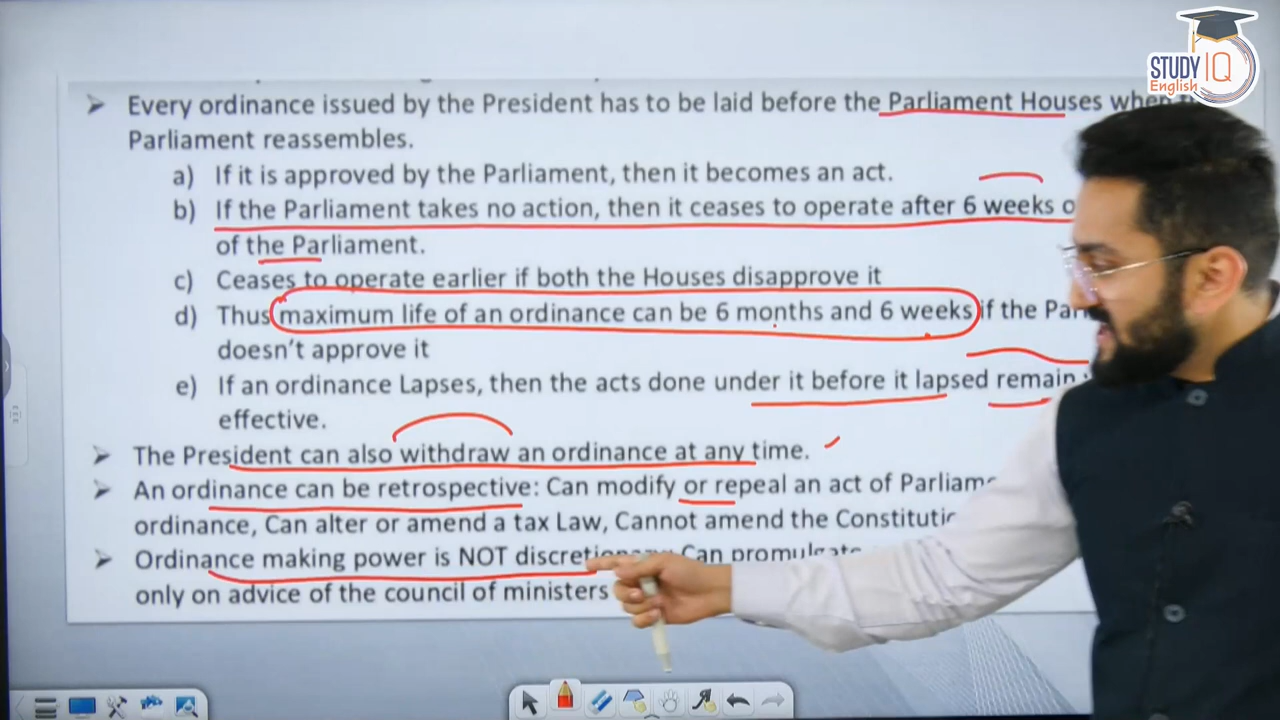 STUDY IQ
English
➤ Every ordinance issued by the President has to be laid before the Parliament Houses when
Parliament reassembles.
a) If it is approved by the Parliament, then it becomes an act.
b) If the Parliament takes no action, then it ceases to operate after 6 weeks
of the Parliament.
c) Ceases to operate earlier if both the Houses disapprove it
d) Thus maximum life of an ordinance can be 6 months and 6 weeks if the
doesn't approve it
e) If an ordinance Lapses, then the acts done under it before it lapsed remain
effective.
➤ The President can also withdraw an ordinance at any time.
➤ An ordinance can be retrospective: Can modify or repeal an act of
ordinance, Can alter or amend a tax Law, Cannot amend the
➤ Ordinance making power is NOT Can promulgate
only on advice of the council of ministers